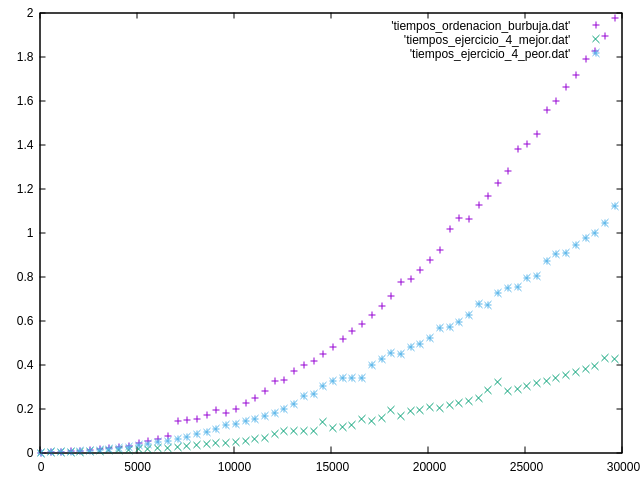 2
1.8
1.6
1.4
1.2
1
0.8
0.6
0.4
0.2
0
0 5000 10000 15000 20000 25000 30000
'tiempos_ordenacion_burbuja.dat'
'tiempos_ejercicio_4_mejor.dat'
'tiempos_ejercicio_4_peor.dat'